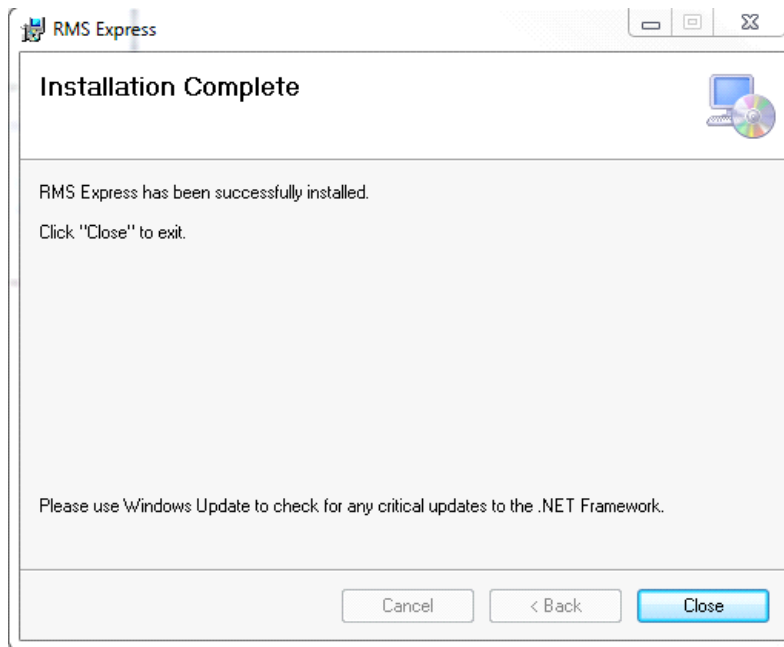 RMS Express
Installation Complete
RMS Express has been successfully installed.
Click "Close" to exit.
Please use Windows Update to check for any critical updates to the .NET Framework.
Cancel
< Back
Close